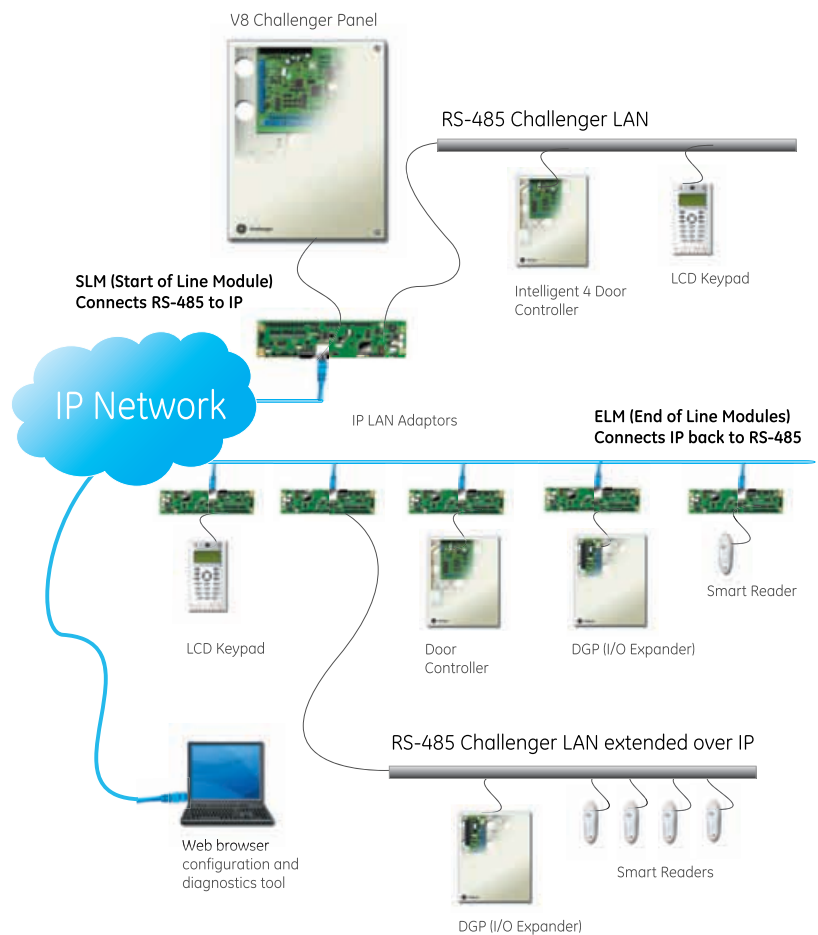 V8 Challenger Panel
RS-485 Challenger LAN
SLM (Start of Line Module)
Connects RS-485 to IP
Intelligent 4 Door
Controller
LCD Keypad
IP Network
IP LAN Adaptors
ELM (End of Line Modules)
Connects IP back to RS-485
LCD Keypad
Door
Controller
DGP (I/O Expander)
Smart Reader
RS-485 Challenger LAN extended over IP
Web browser
configuration and
diagnostics tool
DGP (I/O Expander)
Smart Readers